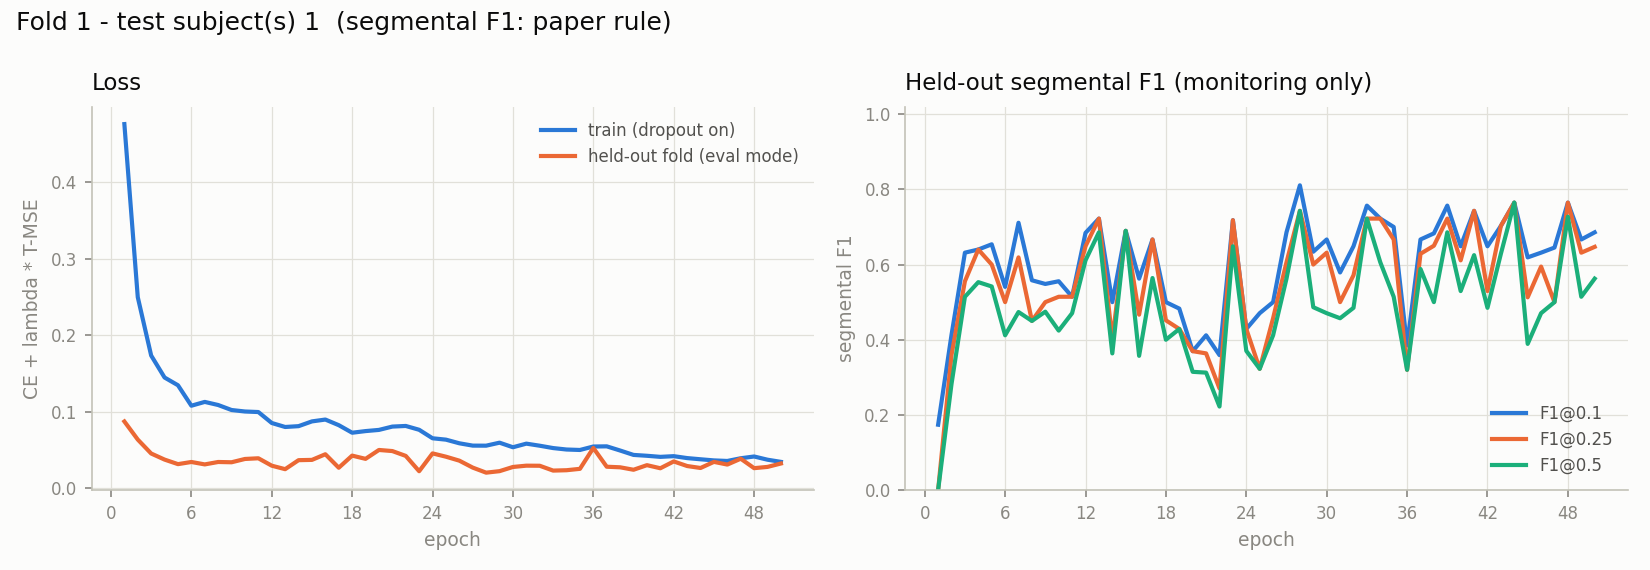 Fold 1 - test subject(s) 1  (segmental F1: paper rule)
Loss
CE + lambda * T-MSE
0.4
0.3
0.2
0.1
0.0
train (dropout on)
held-out fold (eval mode)
0 6 12 18 24 30 36 42 48
epoch
Held-out segmental F1 (monitoring only)
segmental F1
1.0
0.8
0.6
0.4
0.2
0.0
F1@0.1
F1@0.25
F1@0.5
0 6 12 18 24 30 36 42 48
epoch